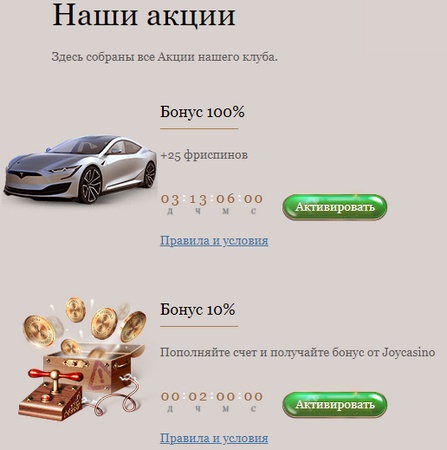 Наши акции
Здесь собраны все Акции нашего клуба.
Бонус 100%
+25 фриспинов
03:13:06:00
д ч м с
Активировать
Правила и условия
Бонус 10%
Пополняйте счет и получайте бонус от Joycasino
00:02:00:00
д ч м с
Активировать
Правила и условия